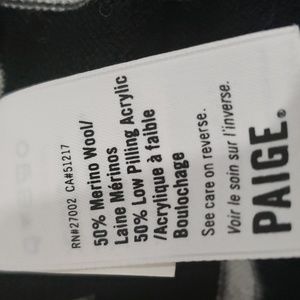 RN#27002 CA#51217
50% Merino Wool/
Laine Mérinos
50% Low Pilling Acrylic
/Acrylique à faible
Boulochage
See care on reverse.
Voir le soin sur l'inverse.
PAIGE®